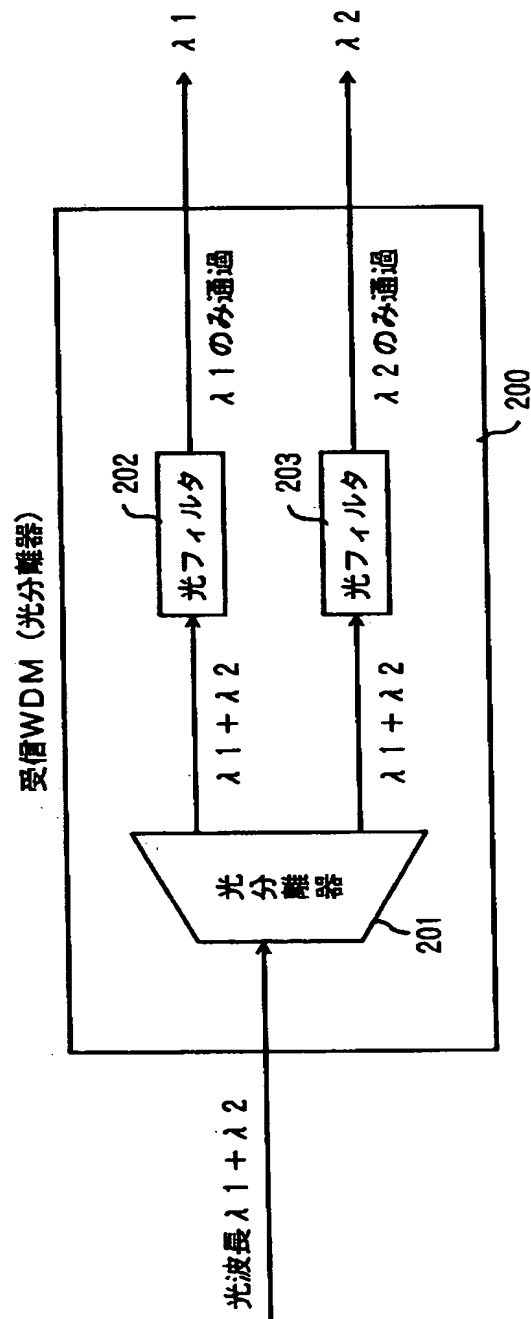 受信WDM (光分離器)
光波長λ1+λ2
光分離器
201
λ1+λ2
λ1+λ2
光フィルタ
202
光フィルタ
203
λ1のみ通過
λ2のみ通過
200
λ1
λ2